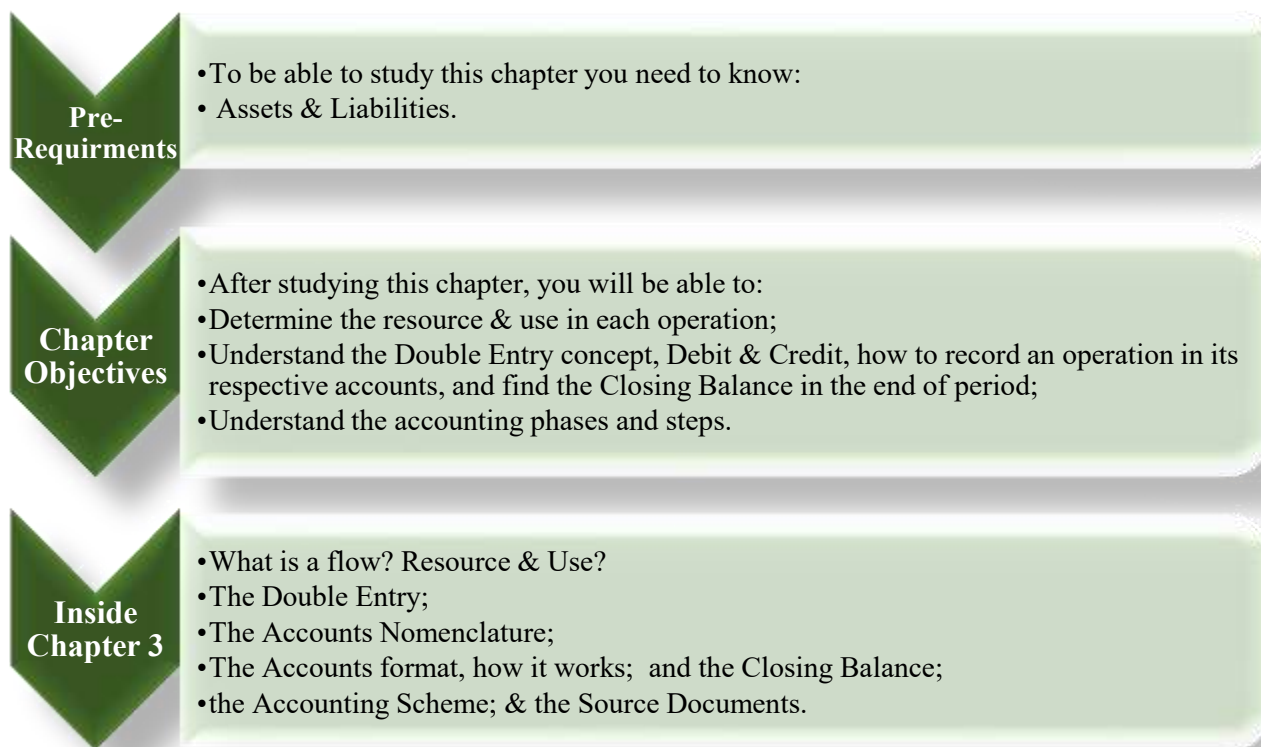 Pre-
Requirments
•To be able to study this chapter you need to know:
• Assets & Liabilities.
Chapter
Objectives
•After studying this chapter, you will be able to:
•Determine the resource & use in each operation;
•Understand the Double Entry concept, Debit & Credit, how to record an operation in its
respective accounts, and find the Closing Balance in the end of period;
•Understand the accounting phases and steps.
Inside
Chapter 3
•What is a flow? Resource & Use?
•The Double Entry;
•The Accounts Nomenclature;
•The Accounts format, how it works; and the Closing Balance;
•the Accounting Scheme; & the Source Documents.